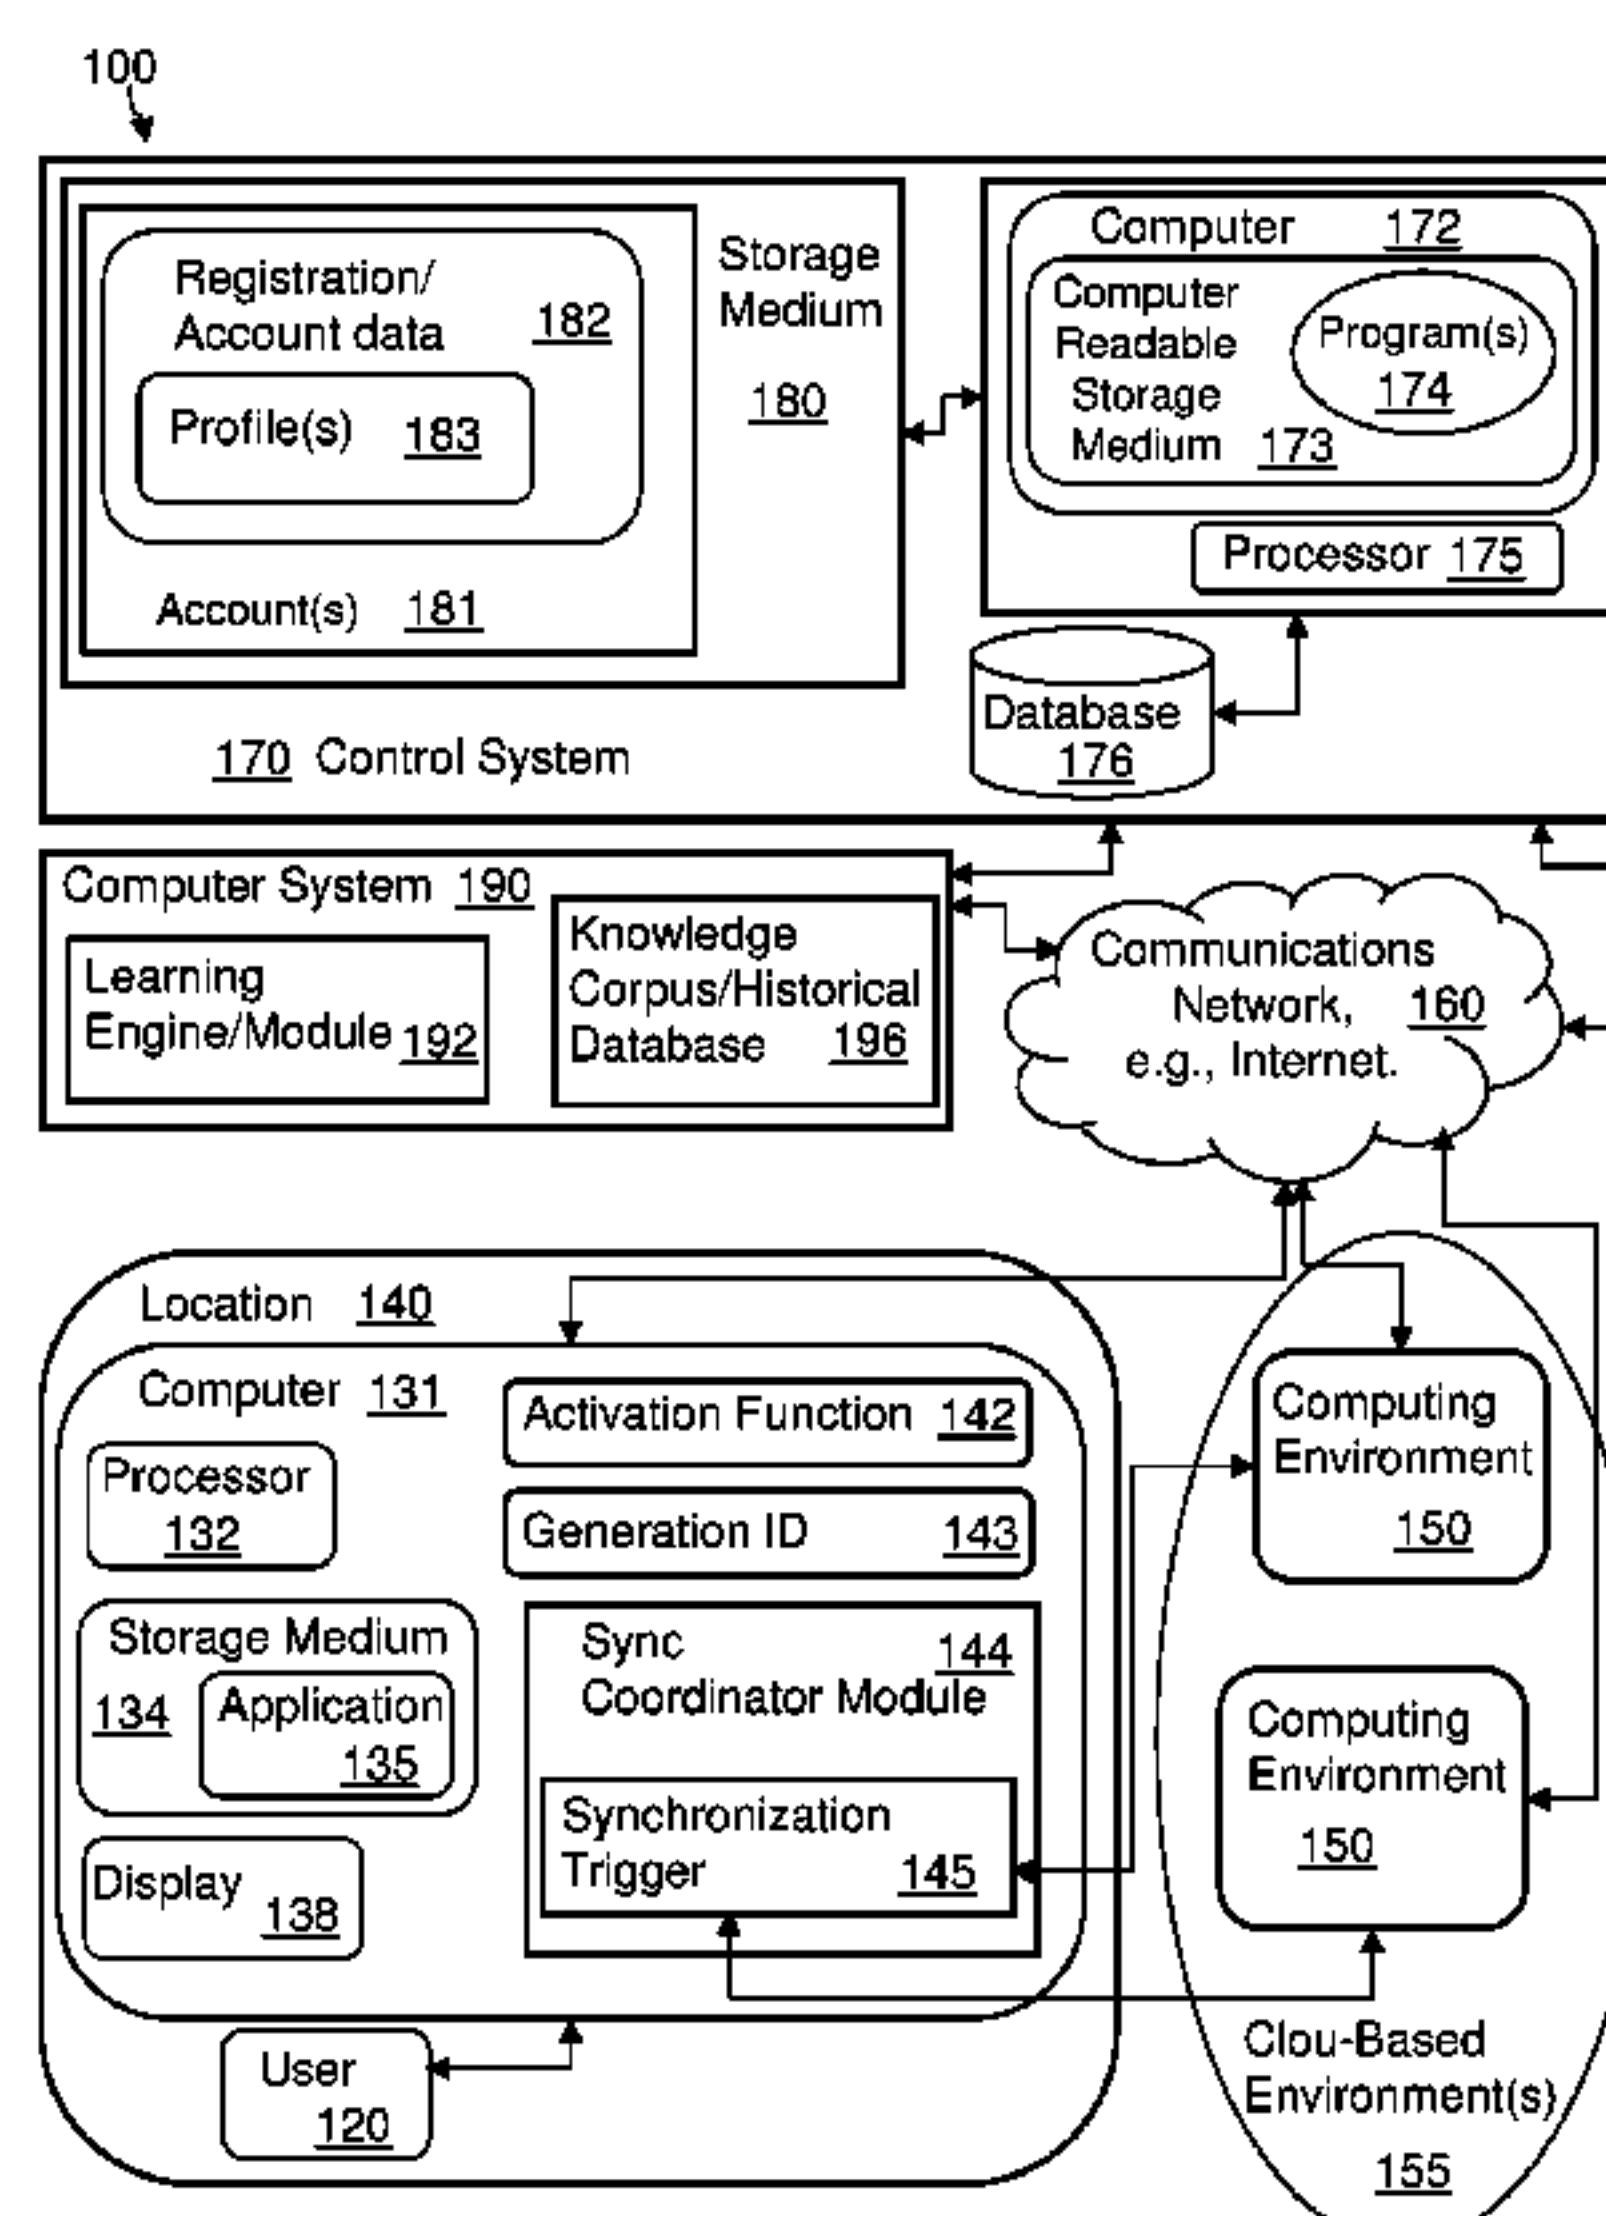 100
Registration/
Account data 182
Profile(s) 183
Account(s) 181
Storage
Medium
180
170 Control System
Computer 172
Computer
Readable
Storage
Medium 173
Program(s)
174
Processor 175
Database
176
Computer System 190
Learning
Engine/Module 192
Knowledge
Corpus/Historical
Database 196
Communications
Network, 160
e.g., Internet.
Location 140
Computer 131
Processor
132
Storage Medium
134
Application
135
Display 138
Activation Function 142
Generation ID 143
Sync 144
Coordinator Module
Synchronization
Trigger 145
User
120
Computing
Environment
150
Computing
Environment
150
Clou-Based
Environment(s)
155